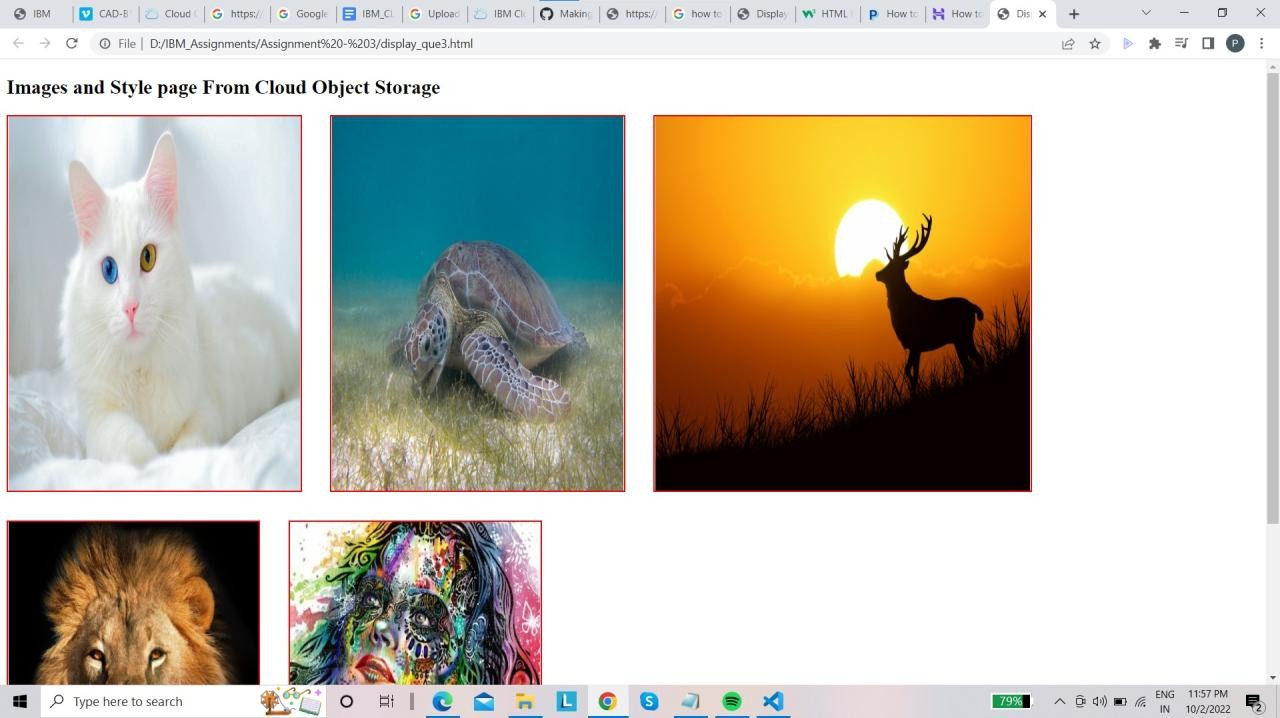 IBM
CAD-B
Cloud
https:/
Google
IBM_Cl
Upload
IBM Cl
Making
https:/
how to
Display
HTML
How to
How to
Dis
File | D:/IBM_Assignments/Assignment%20-%203/display_que3.html
P
Images and Style page From Cloud Object Storage
Type here to search
79%
ENG
IN
11:57 PM
10/2/2022
2